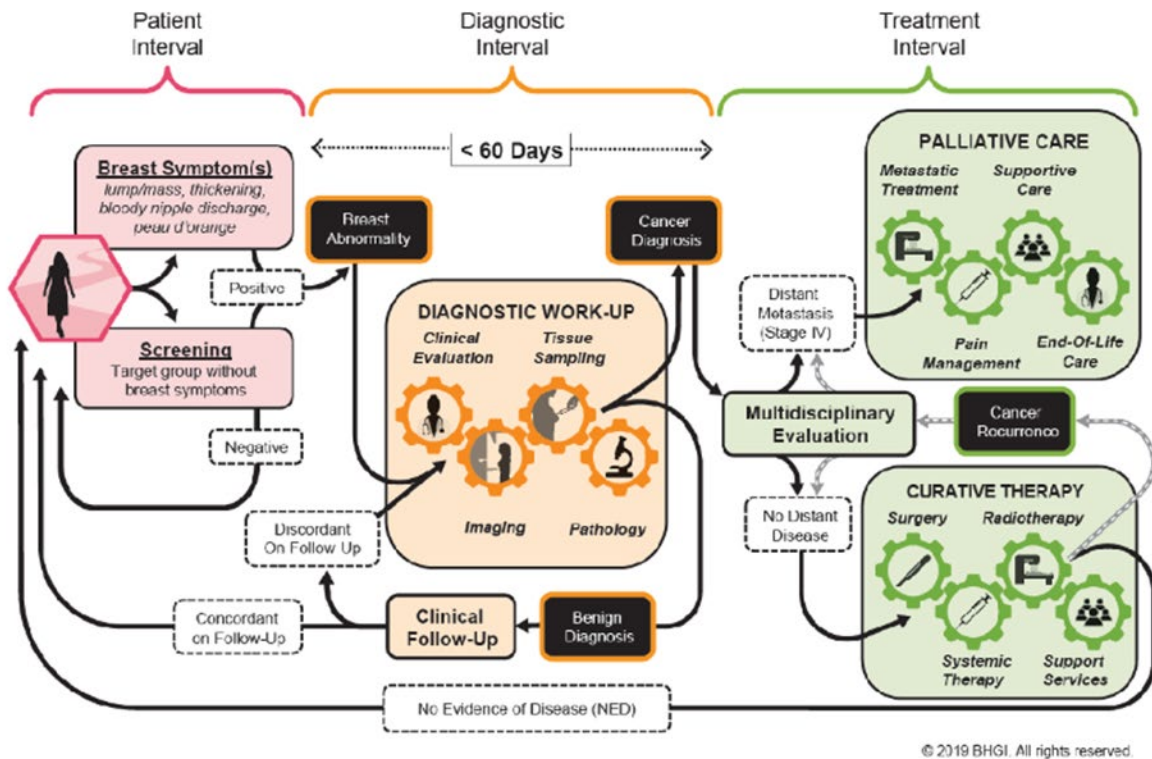 Patient
Interval
Diagnostic
Interval
Treatment
Interval
< 60 Days
Breast Symptom(s)
lump/mass, thickening,
bloody nipple discharge,
peau d'orange
Screening
Target group without
breast symptoms
Positive
Negative
Breast
Abnormality
Cancer
Diagnosis
DIAGNOSTIC WORK-UP
Clinical
Evaluation
Tissue
Sampling
Imaging
Pathology
Discordant
On Follow Up
Concordant
on Follow-Up
Clinical
Follow-Up
Benign
Diagnosis
No Evidence of Disease (NED)
PALLIATIVE CARE
Metastatic
Treatment
Supportive
Care
Pain
Management
End-Of-Life
Care
Distant
Metastasis
(Stage IV)
Multidisciplinary
Evaluation
Cancer
Rocurronco
No Distant
Disease
CURATIVE THERAPY
Surgery
Radiotherapy
Systemic
Therapy
Support
Services
© 2019 BHGI. All rights reserved.